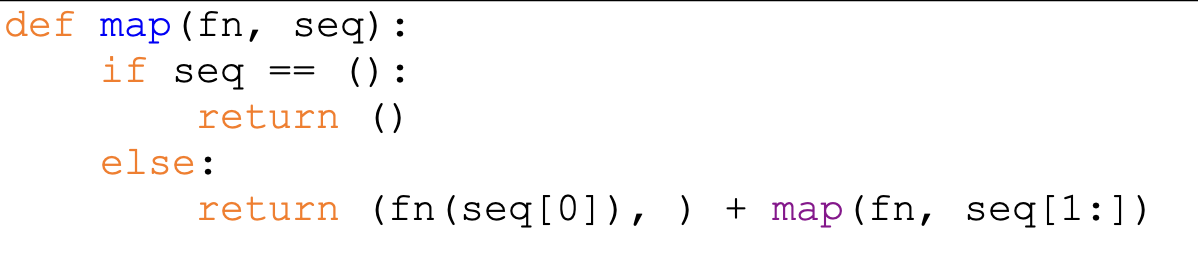 def map(fn, seq):
    if seq == ():
        return ()
    else:
        return (fn(seq[0]), ) + map(fn, seq[1:])